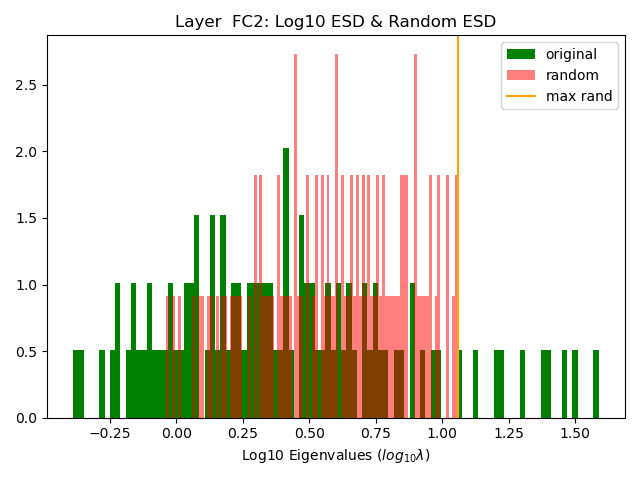 Layer  FC2: Log10 ESD & Random ESD
original
random
max rand
2.5
2.0
1.5
1.0
0.5
0.0
−0.25 0.00 0.25 0.50 0.75 1.00 1.25 1.50
Log10 Eigenvalues (log10λ)